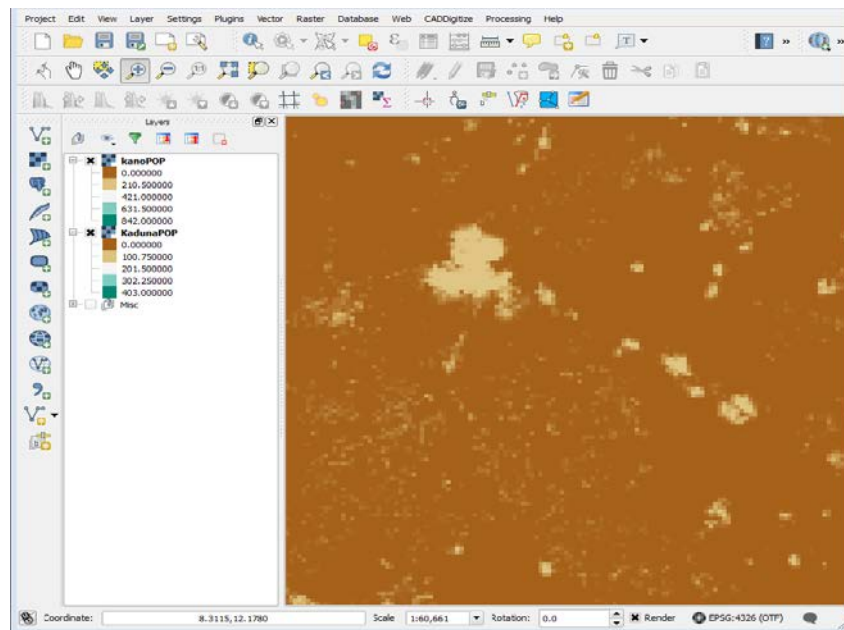 Project Edit View Layer Settings Plugins Vector Raster Database Web CADDigitize Processing Help
Layers
kanoPOP
0.000000
210.500000
421.000000
631.500000
842.000000
KadunaPOP
0.000000
100.750000
201.500000
302.250000
403.000000
Misc
Coordinate: 8.3115,12.1780 Scale 1:60,661 Rotation: 0.0 Render EPSG:4326 (OTF)